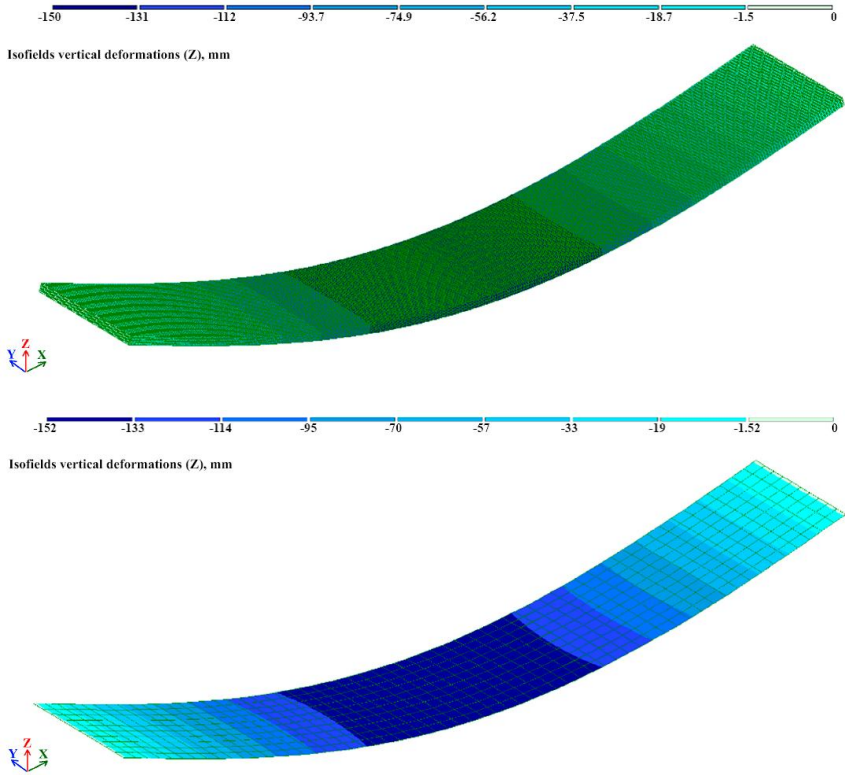 -150 -131 -112 -93.7 -74.9 -56.2 -37.5 -18.7 -1.5 0
Isofields vertical deformations (Z), mm
Z
Y X
-152 -133 -114 -95 -70 -57 -33 -19 -1.52 0
Isofields vertical deformations (Z), mm
Z
Y X